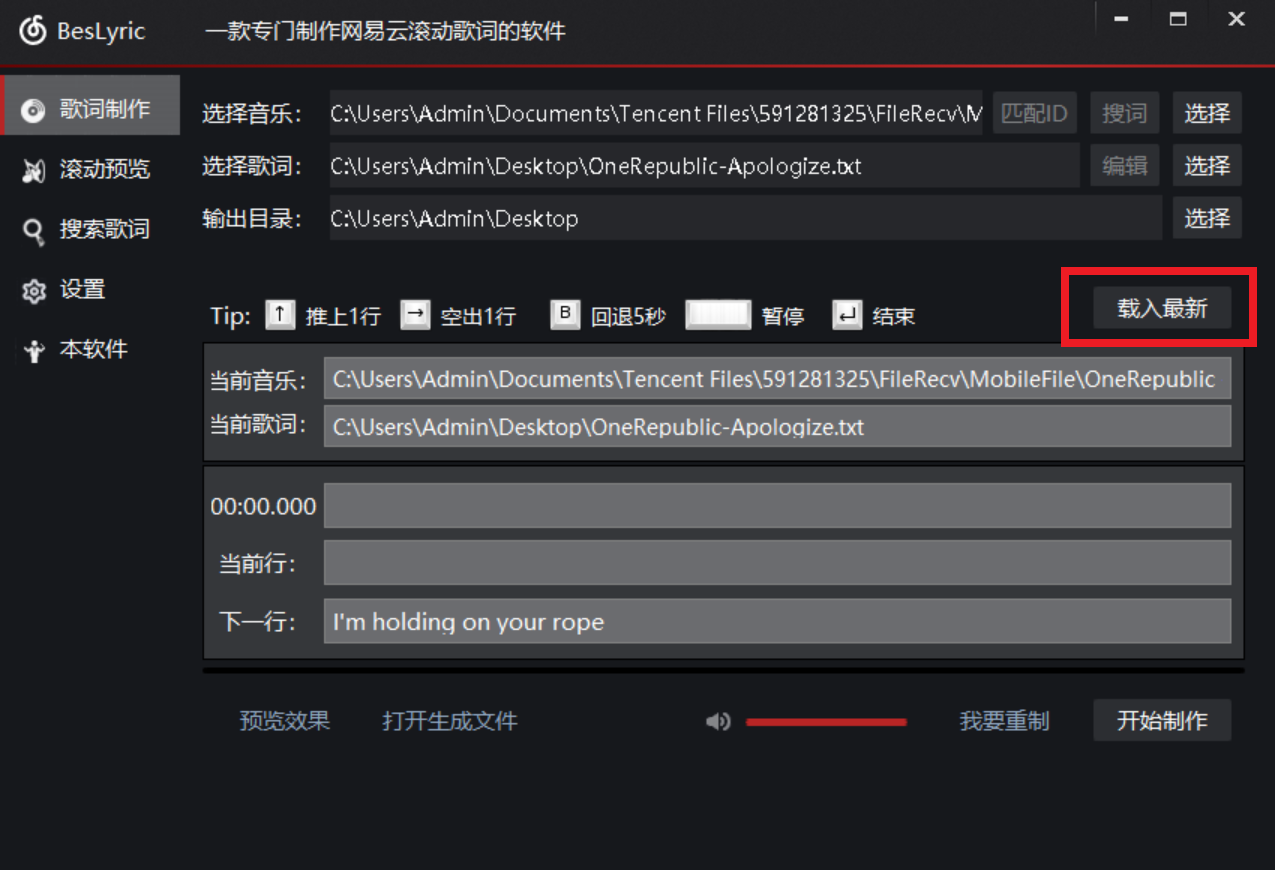 BesLyric 一款专门制作网易云滚动歌词的软件
歌词制作
滚动预览
搜索歌词
设置
本软件
选择音乐: C:\Users\Admin\Documents\Tencent Files\591281325\FileRecv\M 匹配ID 搜词 选择
选择歌词: C:\Users\Admin\Desktop\OneRepublic-Apologize.txt 编辑 选择
输出目录: C:\Users\Admin\Desktop 选择
Tip: ↑ 推上1行 → 空出1行 B 回退5秒 暂停 ↵ 结束 载入最新
当前音乐: C:\Users\Admin\Documents\Tencent Files\591281325\FileRecv\MobileFile\OneRepublic
当前歌词: C:\Users\Admin\Desktop\OneRepublic-Apologize.txt
00:00.000
当前行:
下一行: I'm holding on your rope
预览效果 打开生成文件 我要重制 开始制作